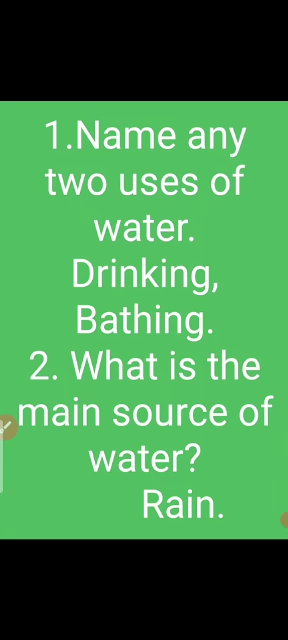 1.Name any
two uses of
water.
Drinking,
Bathing.
2. What is the
main source of
water?
Rain.